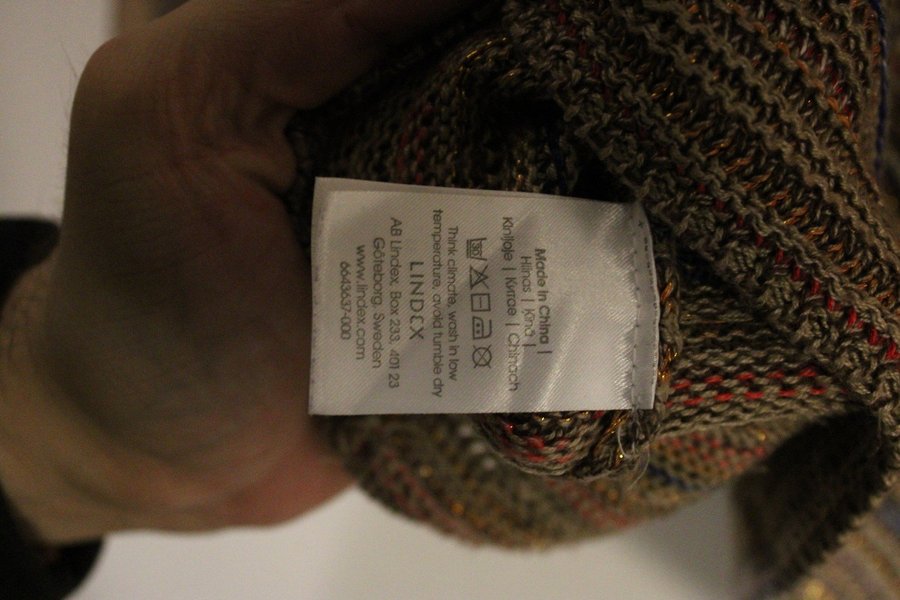 Made in China |
Hiinas | Ķīnā |
Kinijoje | Китае | Chinach
Think climate, wash in low
temperature, avoid tumble dry
LINDEX
AB Lindex, Box 233, 401 23
Göteborg, Sweden
www.lindex.com
6643637-000